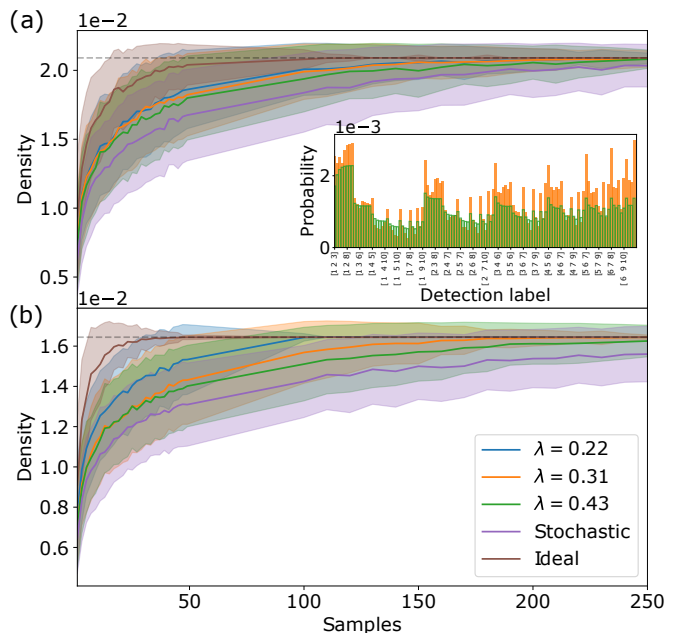 (a)
1e−2
Density
2.0
1.5
1.0
0.5
1e−3
Probability
2
0
[ 1 2 3]
[ 1 2 8]
[ 1 3 6]
[ 1 4 5]
[ 1 4 10]
[ 1 5 10]
[ 1 7 8]
[ 1 9 10]
[ 2 3 8]
[ 2 4 7]
[ 2 5 7]
[ 2 6 8]
[ 2 7 10]
[ 3 4 6]
[ 3 5 6]
[ 3 6 7]
[ 3 7 9]
[ 4 5 6]
[ 4 6 7]
[ 4 7 9]
[ 5 6 7]
[ 5 7 9]
[ 6 7 8]
[ 6 9 10]
Detection label
(b)
1e−2
Density
1.6
1.4
1.2
1.0
0.8
0.6
λ = 0.22
λ = 0.31
λ = 0.43
Stochastic
Ideal
50 100 150 200 250
Samples